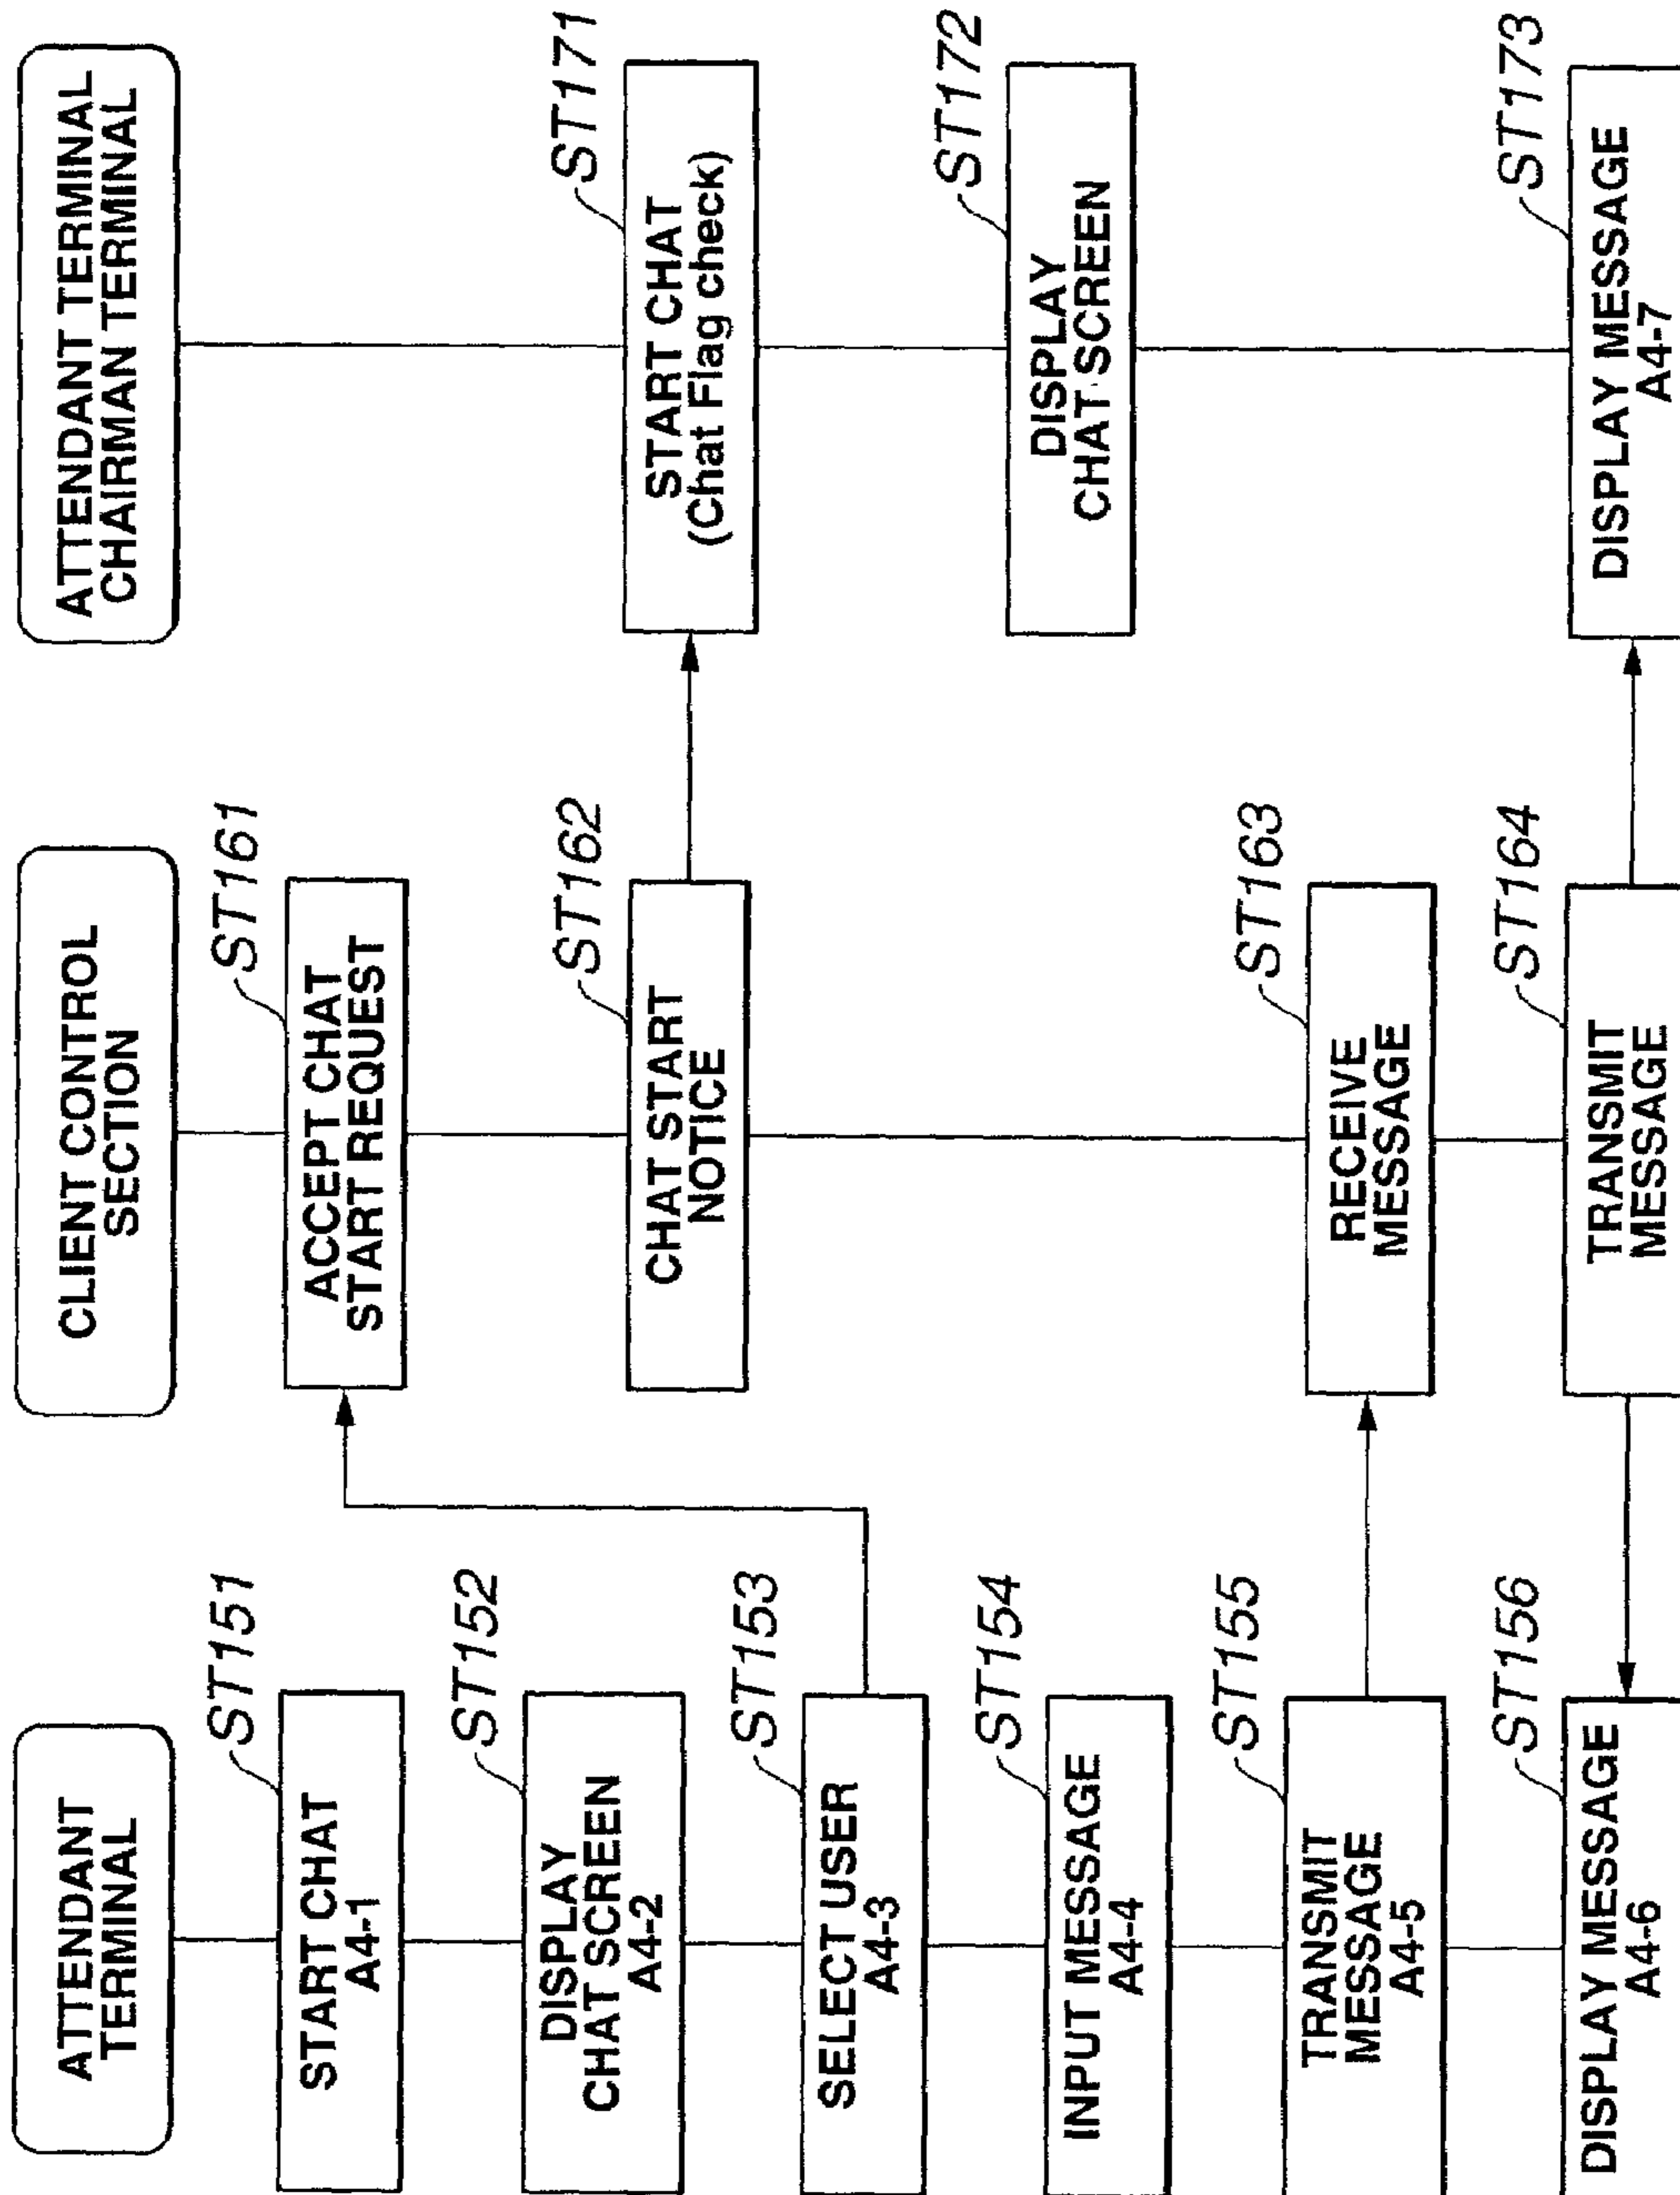 ATTENDANT
TERMINAL
ST151
START CHAT
A4-1
ST152
DISPLAY
CHAT SCREEN
A4-2
ST153
SELECT USER
A4-3
ST154
INPUT MESSAGE
A4-4
ST155
TRANSMIT
MESSAGE
A4-5
ST156
DISPLAY MESSAGE
A4-6
CLIENT CONTROL
SECTION
ST161
ACCEPT CHAT
START REQUEST
ST162
CHAT START
NOTICE
ST163
RECEIVE
MESSAGE
ST164
TRANSMIT
MESSAGE
ATTENDANT TERMINAL
CHAIRMAN TERMINAL
ST171
START CHAT
(Chat Flag check)
ST172
DISPLAY
CHAT SCREEN
ST173
DISPLAY MESSAGE
A4-7